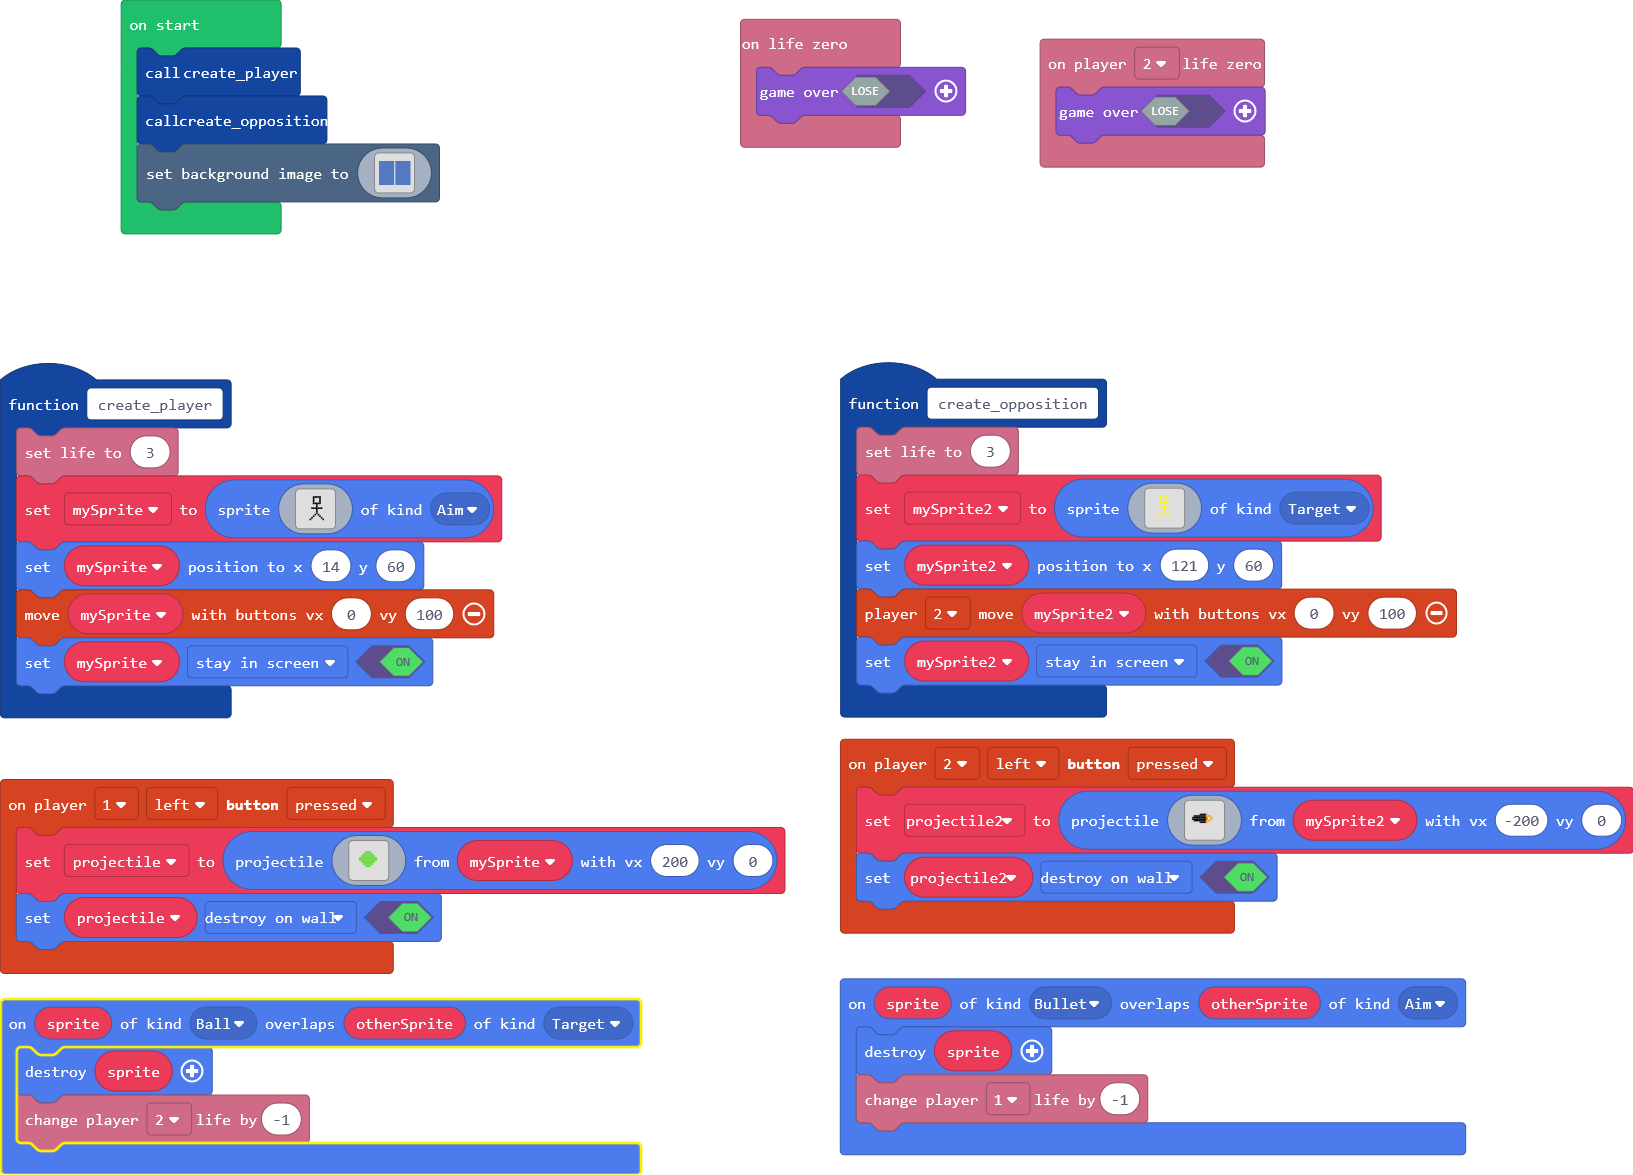 on start
call create_player
call create_opposition
set background image to
on life zero
game over LOSE
on player 2 life zero
game over LOSE
function create_player
set life to 3
set mySprite to sprite of kind Aim
set mySprite position to x 14 y 60
move mySprite with buttons vx 0 vy 100
set mySprite stay in screen ON
function create_opposition
set life to 3
set mySprite2 to sprite of kind Target
set mySprite2 position to x 121 y 60
player 2 move mySprite2 with buttons vx 0 vy 100
set mySprite2 stay in screen ON
on player 1 left button pressed
set projectile to projectile from mySprite with vx 200 vy 0
set projectile destroy on wall ON
on player 2 left button pressed
set projectile2 to projectile from mySprite2 with vx -200 vy 0
set projectile2 destroy on wall ON
on sprite of kind Ball overlaps otherSprite of kind Target
destroy sprite
change player 2 life by -1
on sprite of kind Bullet overlaps otherSprite of kind Aim
destroy sprite
change player 1 life by -1